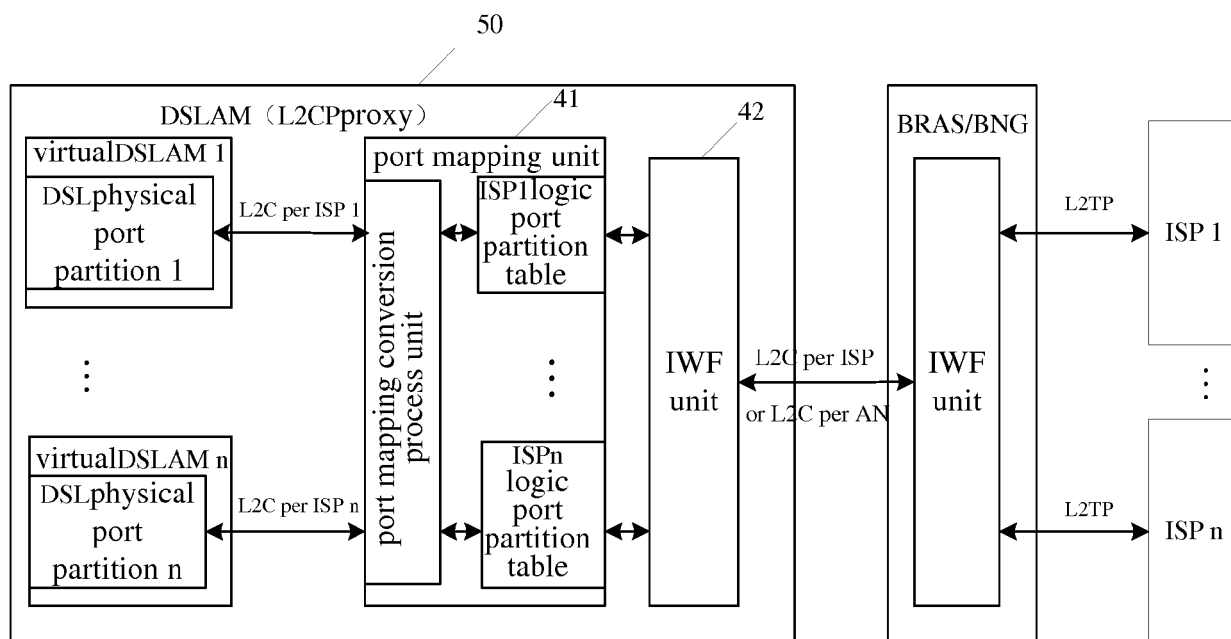 50
DSLAM（L2CPproxy）
41
42
BRAS/BNG
virtualDSLAM 1
DSLphysical
port
partition 1
L2C per ISP 1
port mapping unit
port mapping conversion
process unit
ISP1logic
port
partition
table
IWF
unit
L2C per ISP
or L2C per AN
IWF
unit
L2TP
ISP 1
⋮
⋮
⋮
virtualDSLAM n
DSLphysical
port
partition n
L2C per ISP n
ISPn
logic
port
partition
table
L2TP
ISP n